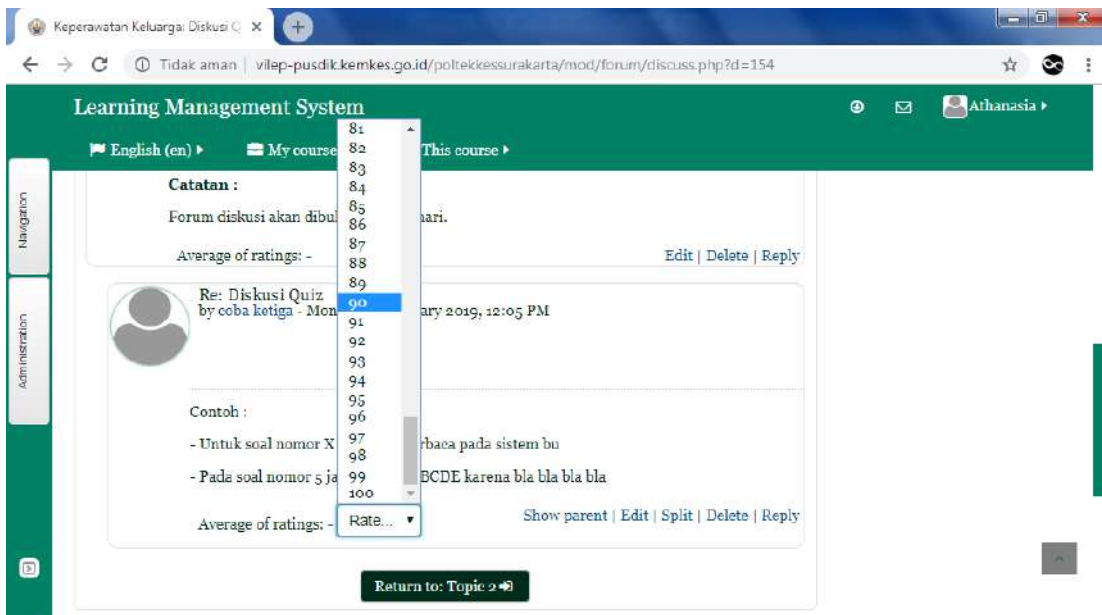 Keperawatan Keluarga: Diskusi Q
Tidak aman | vilep-pusdik.kemkes.go.id/poltekkessurakarta/mod/forum/discuss.php?d=154
Learning Management System
Athanasia
English (en)
My course
This course
Navigation
Administration
Catatan :
Forum diskusi akan dibu
hari.
Average of ratings: -
Edit | Delete | Reply
Re: Diskusi Quiz
by coba ketiga - Mon
ary 2019, 12:05 PM
Contoh :
- Untuk soal nomor X
rbaca pada sistem bu
- Pada soal nomor 5 ja
BCDE karena bla bla bla bla
81
82
83
84
85
86
87
88
89
90
91
92
93
94
95
96
97
98
99
100
Average of ratings: -
Rate...
Show parent | Edit | Split | Delete | Reply
Return to: Topic 2